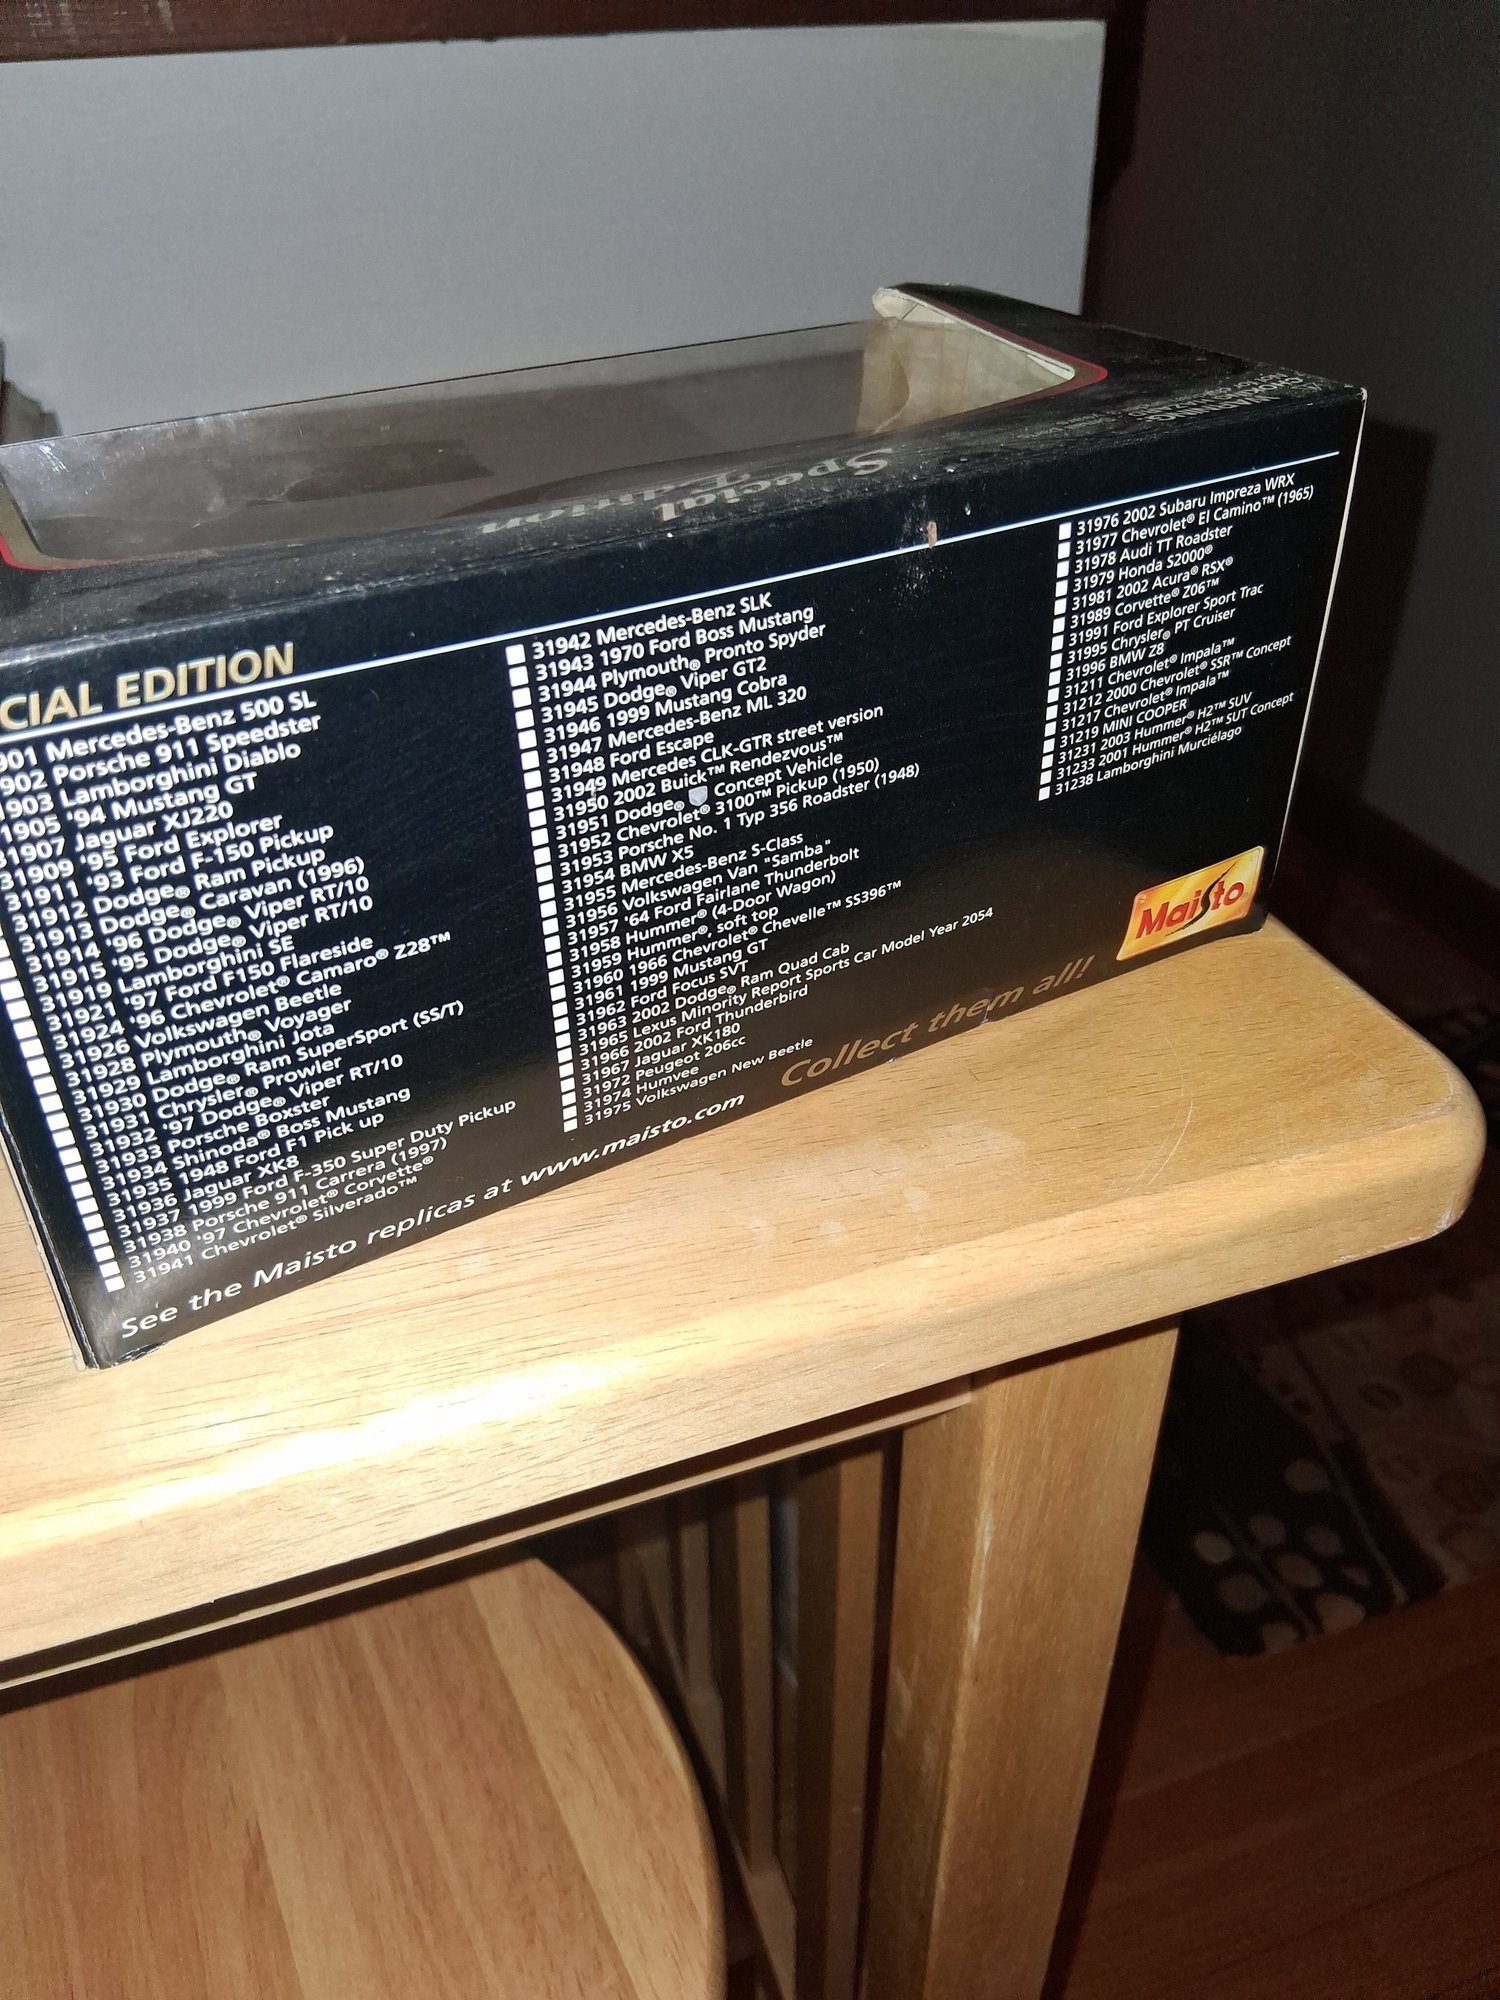 Special
Edition
WARNING:
CIAL EDITION
901 Mercedes-Benz 500 SL
902 Porsche 911 Speedster
1903 Lamborghini Diablo
1905 '94 Mustang GT
31907 Jaguar XJ220
31909 '95 Ford Explorer
31911 '93 Ford F-150 Pickup
31912 Dodge® Ram Pickup
31913 Dodge® Caravan (1996)
31914 '96 Dodge® Viper RT/10
31915 '95 Dodge® Viper RT/10
31919 Lamborghini SE
31921 '97 Ford F150 Flareside
31924 '96 Chevrolet® Camaro® Z28™
31926 Volkswagen Beetle
31928 Plymouth® Voyager
31929 Lamborghini Jota
31930 Dodge® Ram SuperSport (SS/T)
31931 Chrysler® Prowler
31932 '97 Dodge® Viper RT/10
31933 Porsche Boxster
31934 Shinoda® Boss Mustang
31935 1948 Ford F1 Pick up
31936 Jaguar XK8
31937 1999 Ford F-350 Super Duty Pickup
31938 Porsche 911 Carrera (1997)
31940 '97 Chevrolet® Corvette®
31941 Chevrolet® Silverado™
31942 Mercedes-Benz SLK
31943 1970 Ford Boss Mustang
31944 Plymouth® Pronto Spyder
31945 Dodge® Viper GT2
31946 1999 Mustang Cobra
31947 Mercedes-Benz ML 320
31948 Ford Escape
31949 Mercedes CLK-GTR street version
31950 2002 Buick™ Rendezvous™
31951 Dodge® Concept Vehicle
31952 Chevrolet® 3100™ Pickup (1950)
31953 Porsche No. 1 Typ 356 Roadster (1948)
31954 BMW X5
31955 Mercedes-Benz S-Class
31956 Volkswagen Van "Samba"
31957 '64 Ford Fairlane Thunderbolt
31958 Hummer® (4-Door Wagon)
31959 Hummer®, soft top
31960 1966 Chevrolet® Chevelle™ SS396™
31961 1999 Mustang GT
31962 Ford Focus SVT
31963 2002 Dodge® Ram Quad Cab
31965 Lexus Minority Report Sports Car Model Year 2054
31966 2002 Ford Thunderbird
31967 Jaguar XK180
31972 Peugeot 206cc
31974 Humvee
31975 Volkswagen New Beetle
31976 2002 Subaru Impreza WRX
31977 Chevrolet® El Camino™ (1965)
31978 Audi TT Roadster
31979 Honda S2000®
31981 2002 Acura® RSX®
31989 Corvette® Z06™
31991 Ford Explorer Sport Trac
31995 Chrysler® PT Cruiser
31996 BMW Z8
31211 Chevrolet® Impala™
31212 2000 Chevrolet® SSR™ Concept
31217 Chevrolet® Impala™
31219 MINI COOPER
31231 2003 Hummer® H2™ SUV
31233 2001 Hummer® H2™ SUT Concept
31238 Lamborghini Murciélago
Maisto
See the Maisto replicas at www.maisto.com
Collect them all!